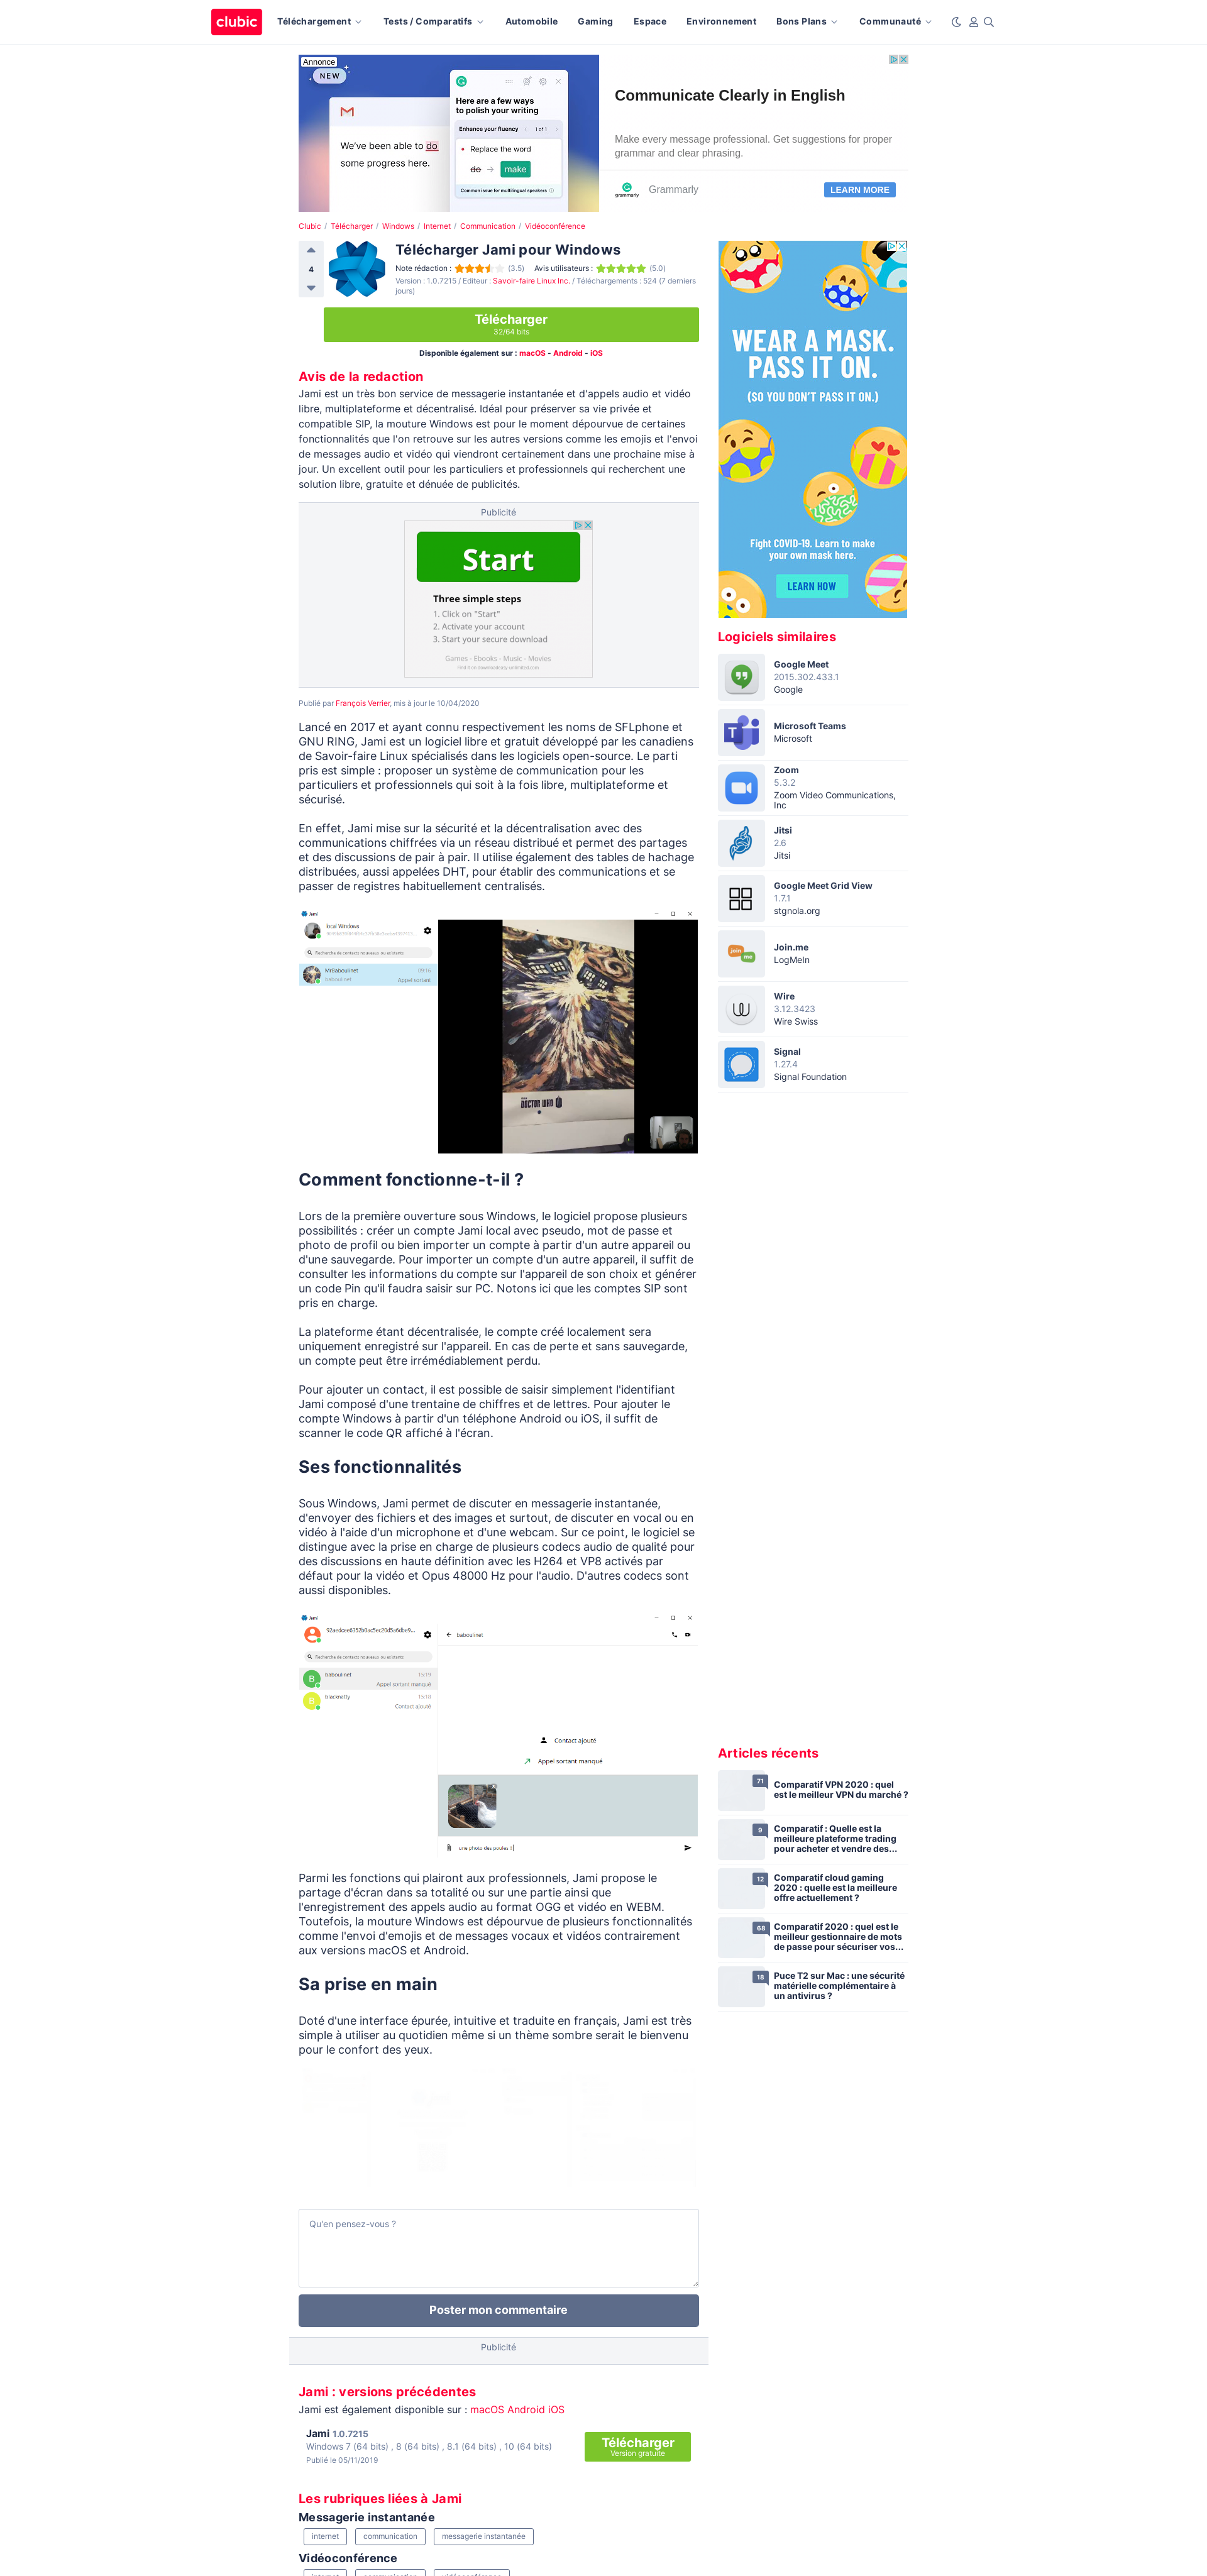 clubic
Téléchargement
Tests / Comparatifs
Automobile
Gaming
Espace
Environnement
Bons Plans
Communauté
Annonce
NEW
We've been able to do
some progress here.
Here are a few ways
to polish your writing
Enhance your fluency
1 of 1
Replace the word
do → make
Common issue for multilingual speakers
Communicate Clearly in English
Make every message professional. Get suggestions for proper
grammar and clear phrasing.
grammarly
Grammarly
LEARN MORE
Clubic / Télécharger / Windows / Internet / Communication / Vidéoconférence
4
Télécharger Jami pour Windows
Note rédaction : (3.5) Avis utilisateurs : (5.0)
Version : 1.0.7215 / Editeur : Savoir-faire Linux Inc. / Téléchargements : 524 (7 derniers
jours)
Télécharger
32/64 bits
Disponible également sur : macOS - Android - iOS
Avis de la redaction
Jami est un très bon service de messagerie instantanée et d'appels audio et vidéo
libre, multiplateforme et décentralisé. Idéal pour préserver sa vie privée et
compatible SIP, la mouture Windows est pour le moment dépourvue de certaines
fonctionnalités que l'on retrouve sur les autres versions comme les emojis et l'envoi
de messages audio et vidéo qui viendront certainement dans une prochaine mise à
jour. Un excellent outil pour les particuliers et professionnels qui recherchent une
solution libre, gratuite et dénuée de publicités.
Publicité
Start
Three simple steps
1. Click on "Start"
2. Activate your account
3. Start your secure download
Games - Ebooks - Music - Movies
Publié par François Verrier, mis à jour le 10/04/2020
Lancé en 2017 et ayant connu respectivement les noms de SFLphone et
GNU RING, Jami est un logiciel libre et gratuit développé par les canadiens
de Savoir-faire Linux spécialisés dans les logiciels open-source. Le parti
pris est simple : proposer un système de communication pour les
particuliers et professionnels qui soit à la fois libre, multiplateforme et
sécurisé.
En effet, Jami mise sur la sécurité et la décentralisation avec des
communications chiffrées via un réseau distribué et permet des partages
et des discussions de pair à pair. Il utilise également des tables de hachage
distribuées, aussi appelées DHT, pour établir des communications et se
passer de registres habituellement centralisés.
Jami
local Windows
Recherche de contacts nouveaux ou existants
Mrlilaboulinet
baboulinet
Appel sortant
DOCTOR WHO
Comment fonctionne-t-il ?
Lors de la première ouverture sous Windows, le logiciel propose plusieurs
possibilités : créer un compte Jami local avec pseudo, mot de passe et
photo de profil ou bien importer un compte à partir d'un autre appareil ou
d'une sauvegarde. Pour importer un compte d'un autre appareil, il suffit de
consulter les informations du compte sur l'appareil de son choix et générer
un code Pin qu'il faudra saisir sur PC. Notons ici que les comptes SIP sont
pris en charge.
La plateforme étant décentralisée, le compte créé localement sera
uniquement enregistré sur l'appareil. En cas de perte et sans sauvegarde,
un compte peut être irrémédiablement perdu.
Pour ajouter un contact, il est possible de saisir simplement l'identifiant
Jami composé d'une trentaine de chiffres et de lettres. Pour ajouter le
compte Windows à partir d'un téléphone Android ou iOS, il suffit de
scanner le code QR affiché à l'écran.
Ses fonctionnalités
Sous Windows, Jami permet de discuter en messagerie instantanée,
d'envoyer des fichiers et des images et surtout, de discuter en vocal ou en
vidéo à l'aide d'un microphone et d'une webcam. Sur ce point, le logiciel se
distingue avec la prise en charge de plusieurs codecs audio de qualité pour
des discussions en haute définition avec les H264 et VP8 activés par
défaut pour la vidéo et Opus 48000 Hz pour l'audio. D'autres codecs sont
aussi disponibles.
Jami
Recherche de contacts nouveaux ou existants
B
baboulinet
15:19
Appel sortant manqué
B
blacknally
15:18
Contact ajouté
baboulinet
Contact ajouté
Appel sortant manqué
une photo des poules :)
Parmi les fonctions qui plairont aux professionnels, Jami propose le
partage d'écran dans sa totalité ou sur une partie ainsi que
l'enregistrement des appels audio au format OGG et vidéo en WEBM.
Toutefois, la mouture Windows est dépourvue de plusieurs fonctionnalités
comme l'envoi d'emojis et de messages vocaux et vidéos contrairement
aux versions macOS et Android.
Sa prise en main
Doté d'une interface épurée, intuitive et traduite en français, Jami est très
simple à utiliser au quotidien même si un thème sombre serait le bienvenu
pour le confort des yeux.
Qu'en pensez-vous ?
Poster mon commentaire
Publicité
Jami : versions précédentes
Jami est également disponible sur : macOS Android iOS
Jami 1.0.7215
Windows 7 (64 bits) , 8 (64 bits) , 8.1 (64 bits) , 10 (64 bits)
Publié le 05/11/2019
Télécharger
Version gratuite
Les rubriques liées à Jami
Messagerie instantanée
internet
communication
messagerie instantanée
Vidéoconférence
WEAR A MASK.
PASS IT ON.
(SO YOU DON'T PASS IT ON.)
Fight COVID-19. Learn to make
your own mask here.
LEARN HOW
Logiciels similaires
Google Meet
2015.302.433.1
Google
Microsoft Teams
Microsoft
Zoom
5.3.2
Zoom Video Communications,
Inc
Jitsi
2.6
Jitsi
Google Meet Grid View
1.7.1
stgnola.org
join me
Join.me
LogMeIn
Wire
3.12.3423
Wire Swiss
Signal
1.27.4
Signal Foundation
Articles récents
71
Comparatif VPN 2020 : quel
est le meilleur VPN du marché ?
9
Comparatif : Quelle est la
meilleure plateforme trading
pour acheter et vendre des...
12
Comparatif cloud gaming
2020 : quelle est la meilleure
offre actuellement ?
68
Comparatif 2020 : quel est le
meilleur gestionnaire de mots
de passe pour sécuriser vos...
18
Puce T2 sur Mac : une sécurité
matérielle complémentaire à
un antivirus ?